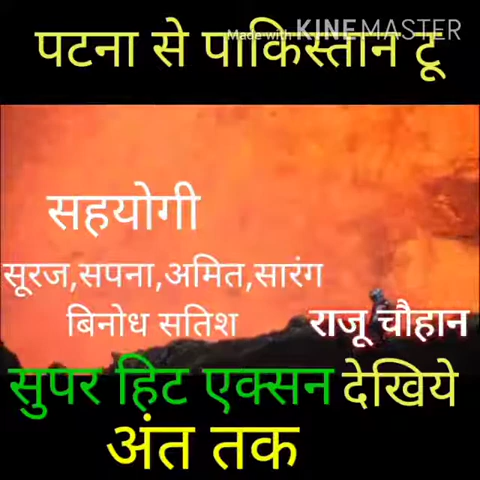 Made with KINEMASTER
पटना से पाकिस्तान टू
सहयोगी
सूरज,सपना,अमित,सारंग
बिनोध सतिश
राजू चौहान
सुपर हिट एक्सन देखिये
अंत तक